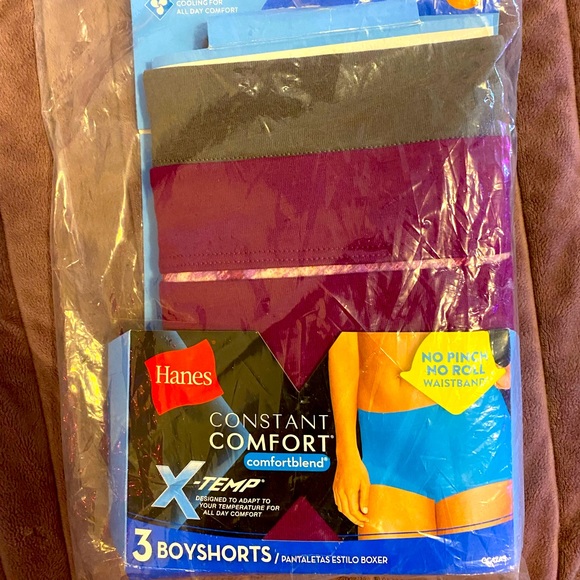 COOLING FOR
ALL DAY COMFORT
Hanes
NO PINCH
NO ROLL
WAISTBAND
CONSTANT
COMFORT®
comfortblend®
X-TEMP®
DESIGNED TO ADAPT TO
YOUR TEMPERATURE FOR
ALL DAY COMFORT
3 BOYSHORTS / PANTALETAS ESTILO BOXER